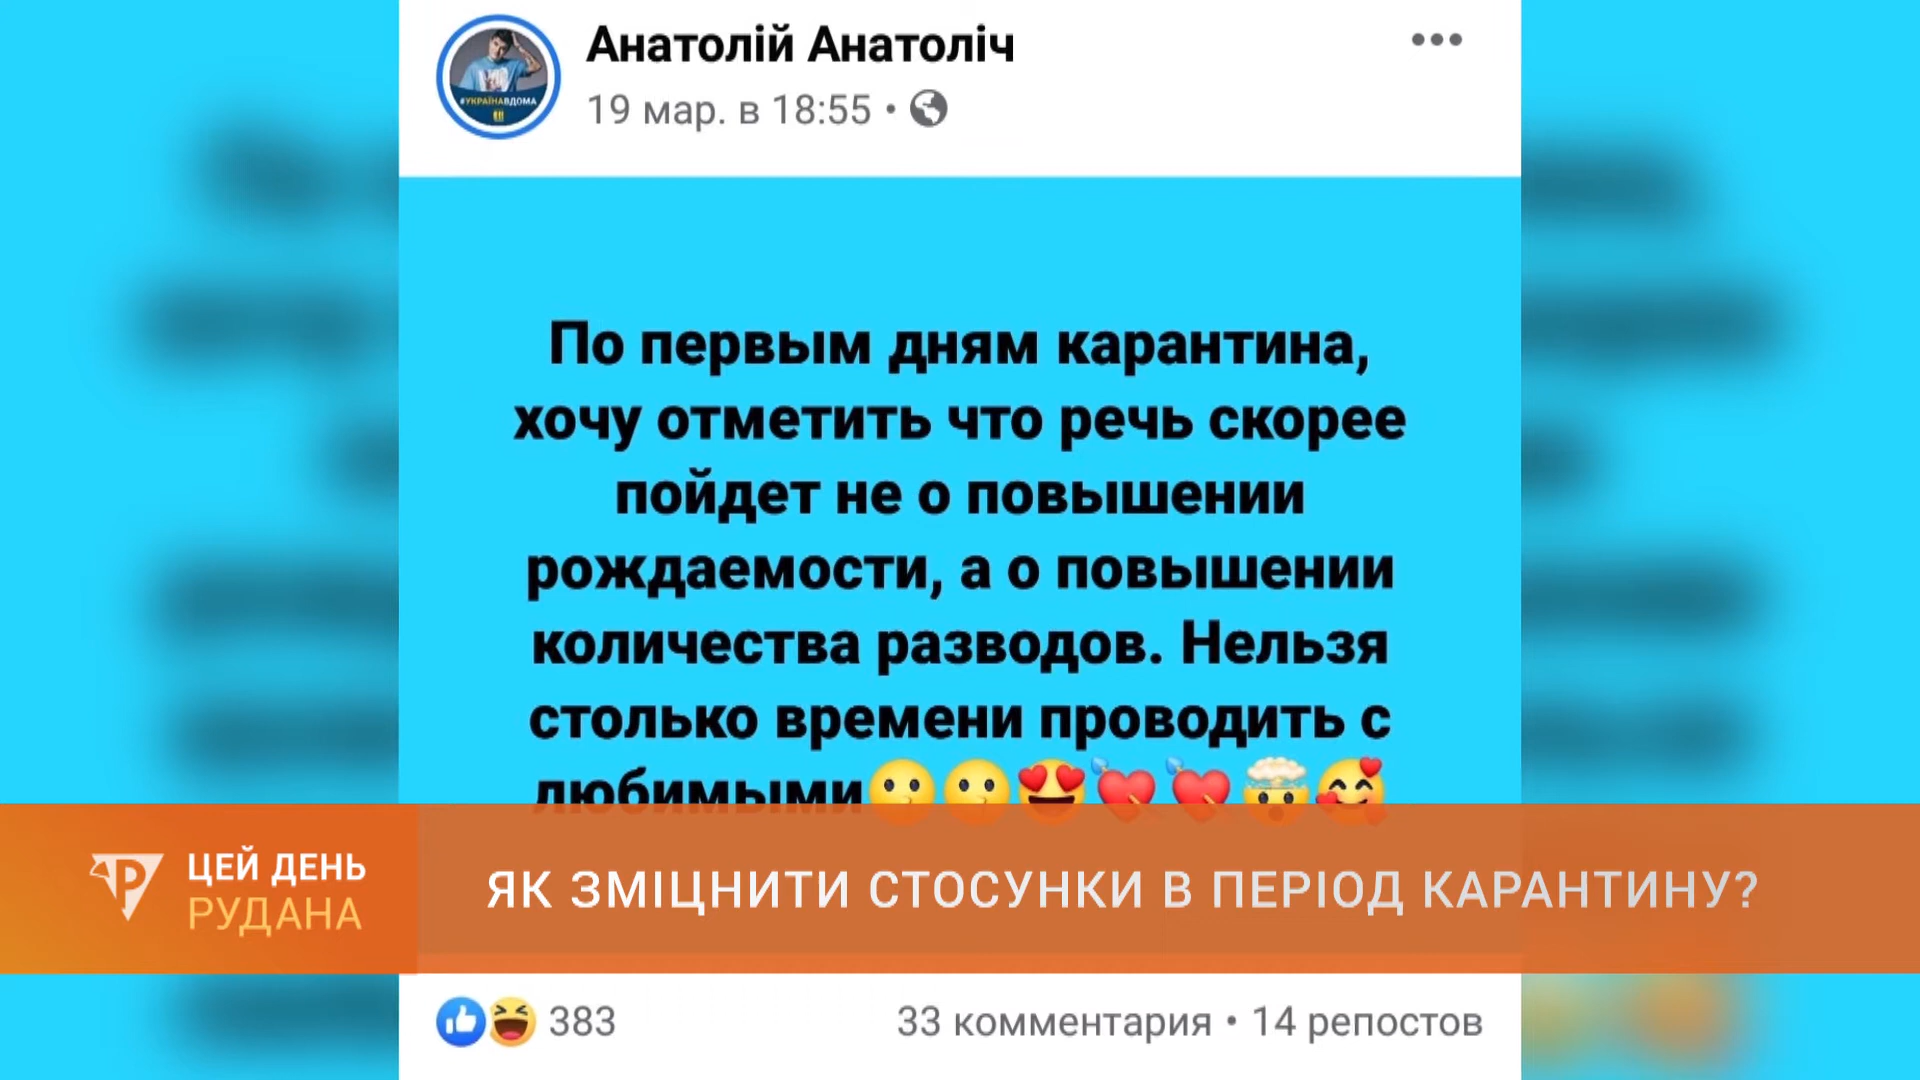 Анатолій Анатоліч
19 мар. в 18:55 •
#УКРАЇНАВДОМА
По первым дням карантина,
хочу отметить что речь скорее
пойдет не о повышении
рождаемости, а о повышении
количества разводов. Нельзя
столько времени проводить с
любимыми😗😗😍💘💘🤯🥰
ЦЕЙ ДЕНЬ
РУДАНА
ЯК ЗМІЦНИТИ СТОСУНКИ В ПЕРІОД КАРАНТИНУ?
383
33 комментария • 14 репостов